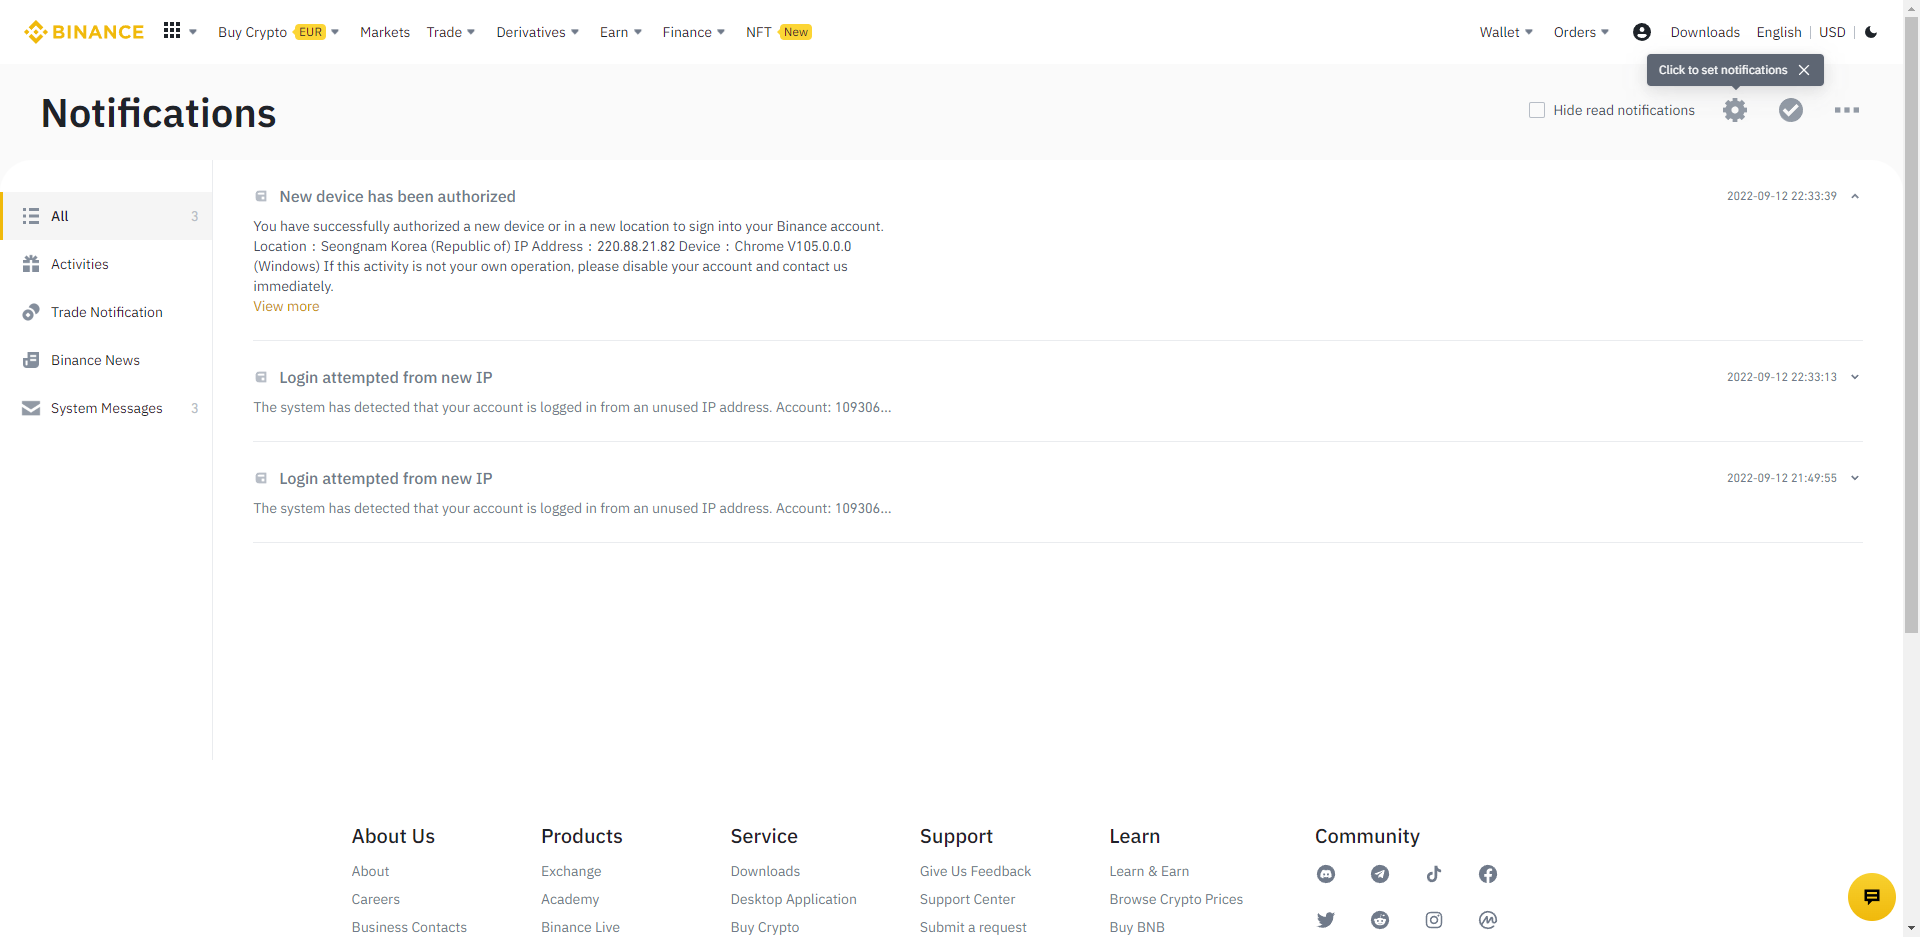 BINANCE Buy Crypto EUR Markets Trade Derivatives Earn Finance NFT New Wallet Orders Downloads English | USD |
Click to set notifications
Notifications
Hide read notifications
All 3
Activities
Trade Notification
Binance News
System Messages 3
New device has been authorized 2022-09-12 22:33:39
You have successfully authorized a new device or in a new location to sign into your Binance account.
Location：Seongnam Korea (Republic of) IP Address：220.88.21.82 Device：Chrome V105.0.0.0
(Windows) If this activity is not your own operation, please disable your account and contact us
immediately.
View more
Login attempted from new IP 2022-09-12 22:33:13
The system has detected that your account is logged in from an unused IP address. Account: 109306...
Login attempted from new IP 2022-09-12 21:49:55
The system has detected that your account is logged in from an unused IP address. Account: 109306...
About Us Products Service Support Learn Community
About Exchange Downloads Give Us Feedback Learn & Earn
Careers Academy Desktop Application Support Center Browse Crypto Prices
Business Contacts Binance Live Buy Crypto Submit a request Buy BNB